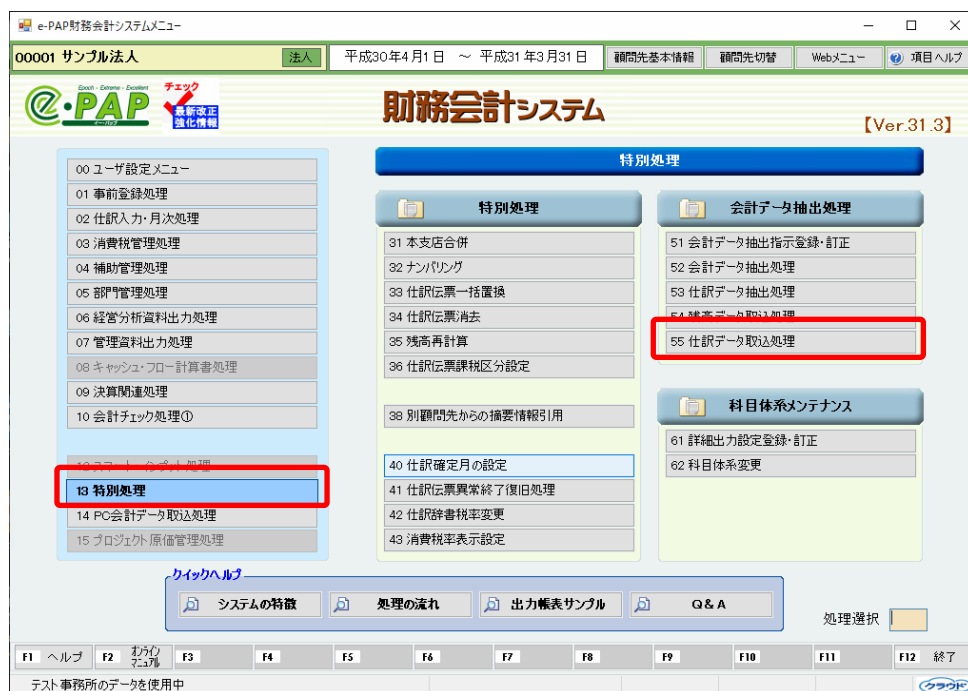 e-PAP財務会計システムメニュー
00001 サンプル法人 法人 平成30年4月1日 ～ 平成31年3月31日 顧問先基本情報 顧問先切替 Webメニュー 項目ヘルプ
Epoch - Extreme - Excellent
e・PAP
イー・パップ
チェック
最新改正
強化情報
財務会計システム
【Ver.31.3】
00 ユーザ設定メニュー
01 事前登録処理
02 仕訳入力・月次処理
03 消費税管理処理
04 補助管理処理
05 部門管理処理
06 経営分析資料出力処理
07 管理資料出力処理
08 キャッシュ・フロー計算書処理
09 決算関連処理
10 会計チェック処理①
13 特別処理
14 PC会計データ取込処理
15 プロジェクト原価管理処理
特別処理
特別処理
31 本支店合併
32 ナンバリング
33 仕訳伝票一括置換
34 仕訳伝票消去
35 残高再計算
36 仕訳伝票課税区分設定
38 別顧問先からの摘要情報引用
40 仕訳確定月の設定
41 仕訳伝票異常終了復旧処理
42 仕訳辞書税率変更
43 消費税率表示設定
会計データ抽出処理
51 会計データ抽出指示登録・訂正
52 会計データ抽出処理
53 仕訳データ抽出処理
54 残高データ取込処理
55 仕訳データ取込処理
科目体系メンテナンス
61 詳細出力設定登録・訂正
62 科目体系変更
クイックヘルプ
システムの特徴 処理の流れ 出力帳表サンプル Q&A
処理選択
F1 ヘルプ F2 オンラインマニュアル F3 F4 F5 F6 F7 F8 F9 F10 F11 F12 終了
テスト事務所のデータを使用中 クラウド